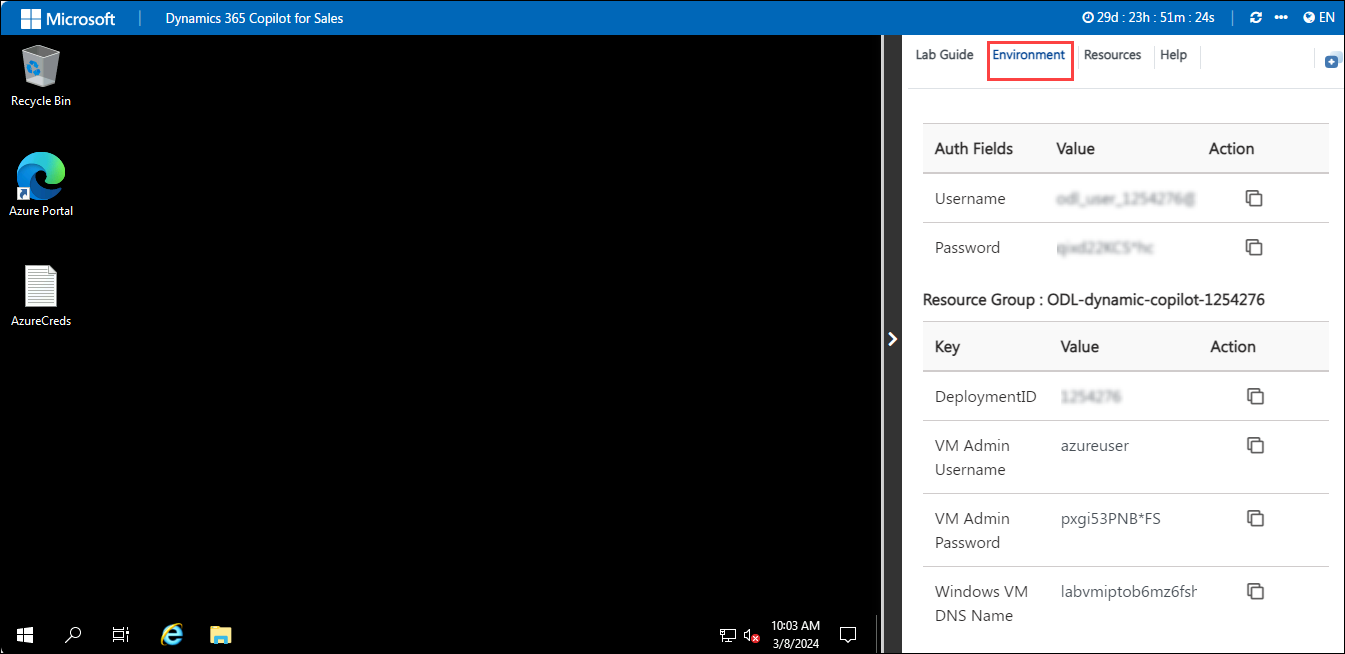 Microsoft | Dynamics 365 Copilot for Sales 29d : 23h : 51m : 24s EN
Recycle Bin
Azure Portal
AzureCreds
10:03 AM
3/8/2024
Lab Guide Environment Resources Help
Auth Fields Value Action
Username
Password
Resource Group : ODL-dynamic-copilot-1254276
Key Value Action
DeploymentID 1254276
VM Admin azureuser
Username
VM Admin pxgi53PNB*FS
Password
Windows VM labvmiptob6mz6fsh
DNS Name